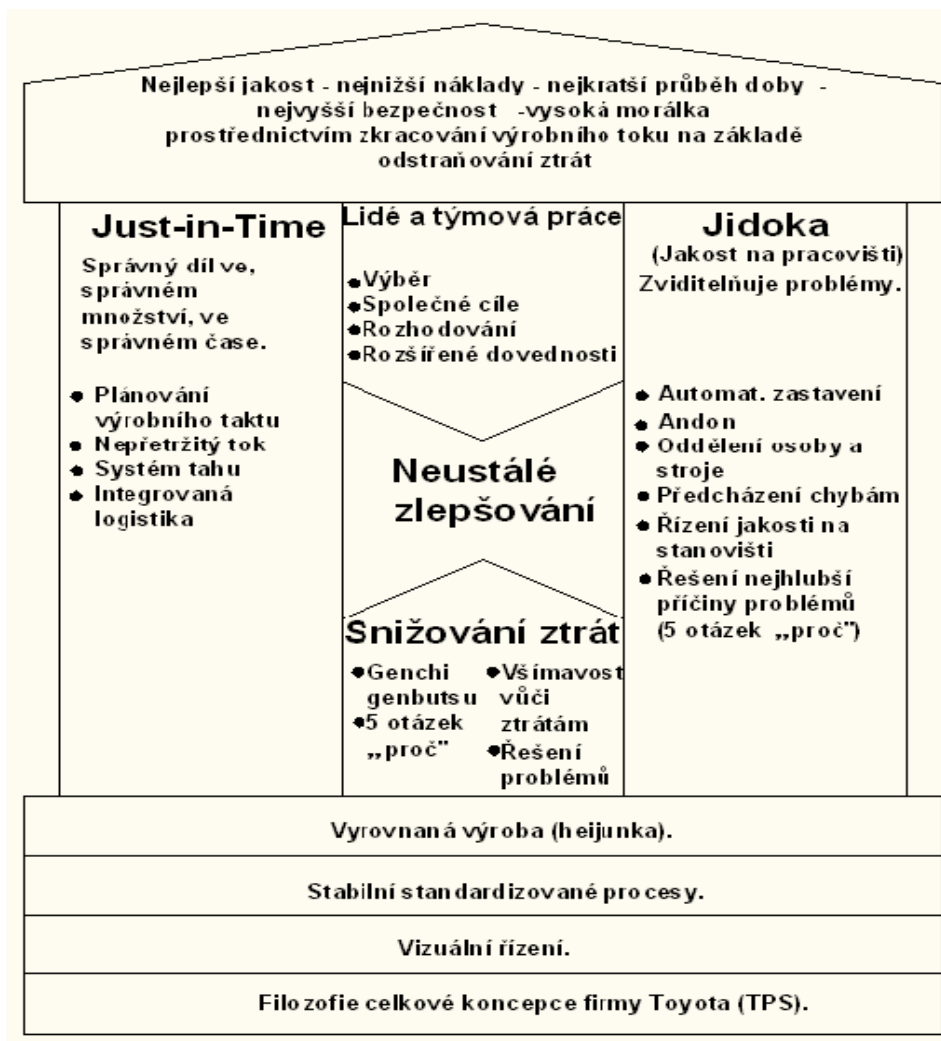 Nejlepší jakost - nejnižší náklady - nejkratší průběh doby -
nejvyšší bezpečnost -vysoká morálka
prostřednictvím zkracování výrobního toku na základě
odstraňování ztrát
Just-in-Time
Správný díl ve,
správném
množství, ve
správném čase.
● Plánování
výrobního taktu
● Nepřetržitý tok
● Systém tahu
● Integrovaná
logistika
Lidé a týmová práce
●Výběr
●Společné cíle
●Rozhodování
●Rozšířené dovednosti
Neustálé
zlepšování
Snižování ztrát
●Genchi
genbutsu
●5 otázek
„proč"
●Všímavost
vůči
ztrátám
●Řešení
problémů
Jidoka
(Jakost na pracovišti)
Zviditelňuje problémy.
● Automat. zastavení
● Andon
● Oddělení osoby a
stroje
● Předcházení chybám
● Řízení jakosti na
stanovišti
● Řešení nejhlubší
příčiny problémů
(5 otázek „proč")
Vyrovnaná výroba (heijunka).
Stabilní standardizované procesy.
Vizuální řízení.
Filozofie celkové koncepce firmy Toyota (TPS).